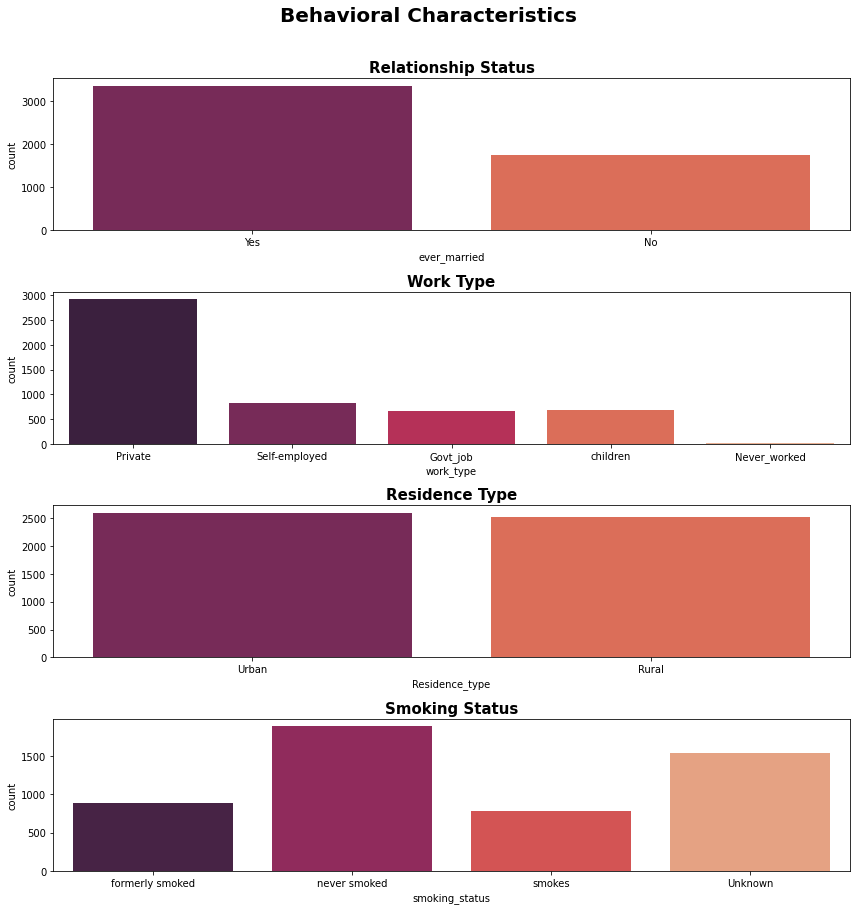 Behavioral Characteristics
Relationship Status
3000
2000
1000
0
count
Yes No
ever_married
Work Type
3000
2500
2000
1500
1000
500
0
count
Private Self-employed Govt_job children Never_worked
work_type
Residence Type
2500
2000
1500
1000
500
0
count
Urban Rural
Residence_type
Smoking Status
1500
1000
500
0
count
formerly smoked never smoked smokes Unknown
smoking_status